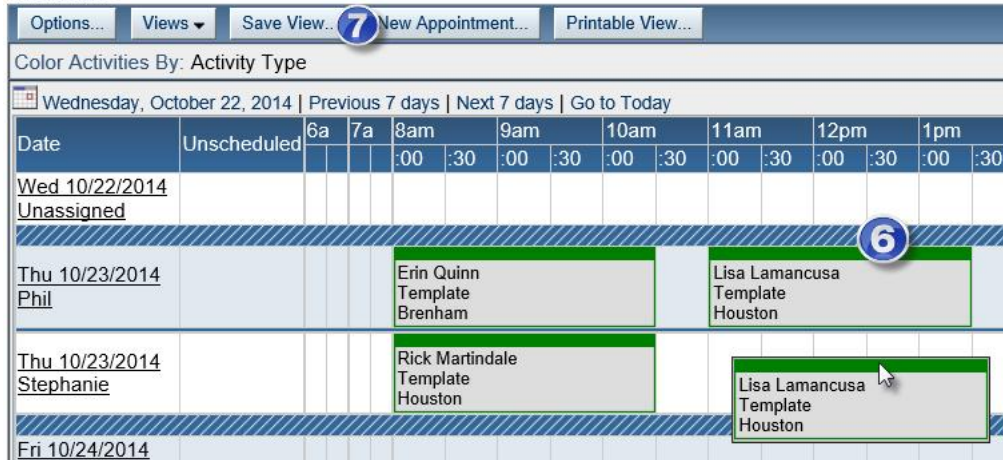 Options... Views Save View... 7 New Appointment... Printable View...
Color Activities By: Activity Type
Wednesday, October 22, 2014 | Previous 7 days | Next 7 days | Go to Today
Date Unscheduled 6a 7a 8am 9am 10am 11am 12pm 1pm
:00 :30 :00 :30 :00 :30 :00 :30 :00 :30 :00 :30
Wed 10/22/2014
Unassigned
6
Thu 10/23/2014
Phil
Erin Quinn
Template
Brenham
Lisa Lamancusa
Template
Houston
Thu 10/23/2014
Stephanie
Rick Martindale
Template
Houston
Lisa Lamancusa
Template
Houston
Fri 10/24/2014